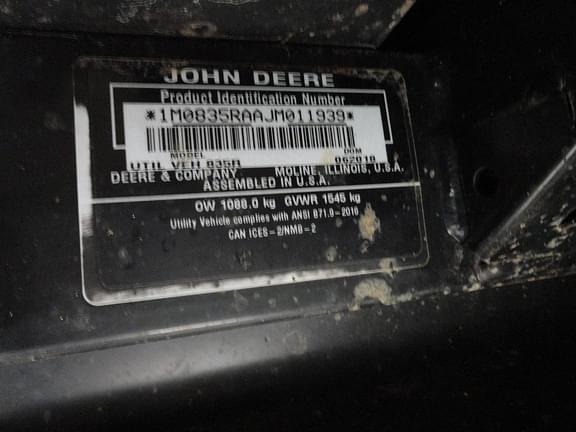 JOHN DEERE
Product Identification Number
*1M0835RAAJM011939*
MODEL DOM
UTIL VEH 835R 062018
DEERE & COMPANY MOLINE, ILLINOIS, U.S.A.
ASSEMBLED IN U.S.A.
OW 1088.0 kg GVWR 1545 kg
Utility Vehicle complies with ANSI B71.9-2016
CAN ICES-2/NMB-2